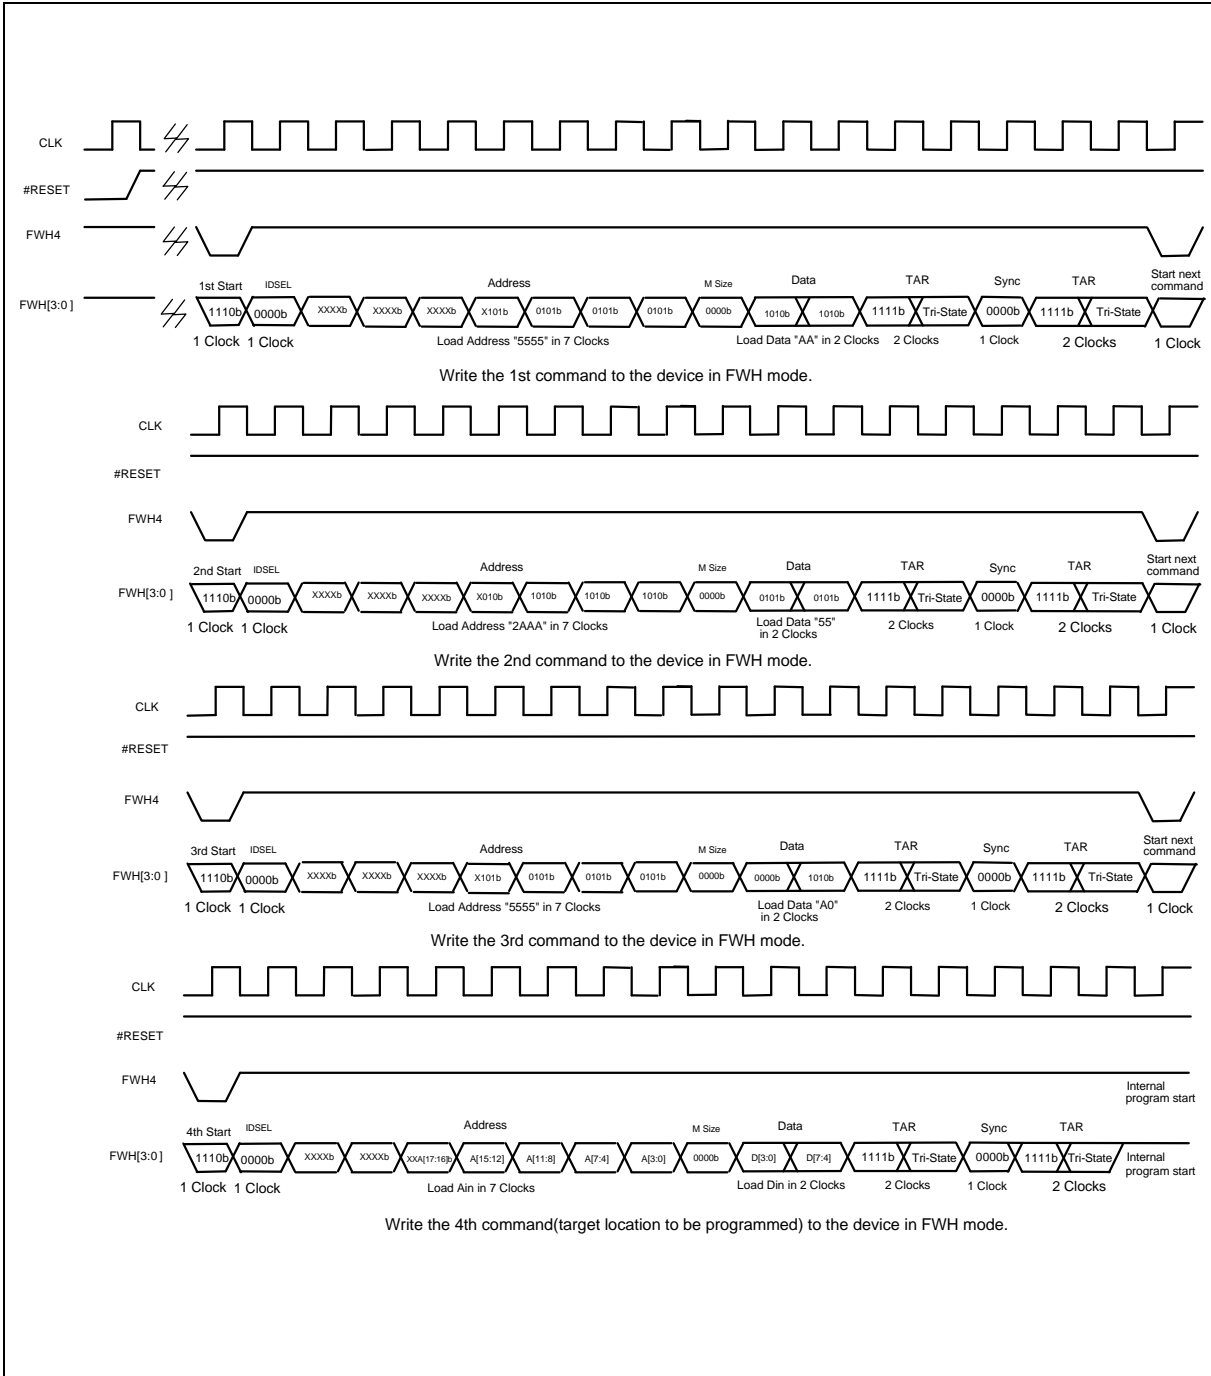 CLK
#RESET
FWH4
1st Start IDSEL Address M Size Data TAR Sync TAR Start next command
FWH[3:0 ] 1110b 0000b XXXXb XXXXb XXXXb X101b 0101b 0101b 0101b 0000b 1010b 1010b 1111b Tri-State 0000b 1111b Tri-State
1 Clock 1 Clock Load Address "5555" in 7 Clocks Load Data "AA" in 2 Clocks 2 Clocks 1 Clock 2 Clocks 1 Clock
Write the 1st command to the device in FWH mode.
CLK
#RESET
FWH4
2nd Start IDSEL Address M Size Data TAR Sync TAR Start next command
FWH[3:0 ] 1110b 0000b XXXXb XXXXb XXXXb X010b 1010b 1010b 1010b 0000b 0101b 0101b 1111b Tri-State 0000b 1111b Tri-State
1 Clock 1 Clock Load Address "2AAA" in 7 Clocks Load Data "55" in 2 Clocks 2 Clocks 1 Clock 2 Clocks 1 Clock
Write the 2nd command to the device in FWH mode.
CLK
#RESET
FWH4
3rd Start IDSEL Address M Size Data TAR Sync TAR Start next command
FWH[3:0 ] 1110b 0000b XXXXb XXXXb XXXXb X101b 0101b 0101b 0101b 0000b 0000b 1010b 1111b Tri-State 0000b 1111b Tri-State
1 Clock 1 Clock Load Address "5555" in 7 Clocks Load Data "A0" in 2 Clocks 2 Clocks 1 Clock 2 Clocks 1 Clock
Write the 3rd command to the device in FWH mode.
CLK
#RESET
FWH4
Internal program start
4th Start IDSEL Address M Size Data TAR Sync TAR
FWH[3:0 ] 1110b 0000b XXXXb XXXXb XXA[17:16]b A[15:12] A[11:8] A[7:4] A[3:0] 0000b D[3:0] D[7:4] 1111b Tri-State 0000b 1111b Tri-State Internal program start
1 Clock 1 Clock Load Ain in 7 Clocks Load Din in 2 Clocks 2 Clocks 1 Clock 2 Clocks
Write the 4th command(target location to be programmed) to the device in FWH mode.